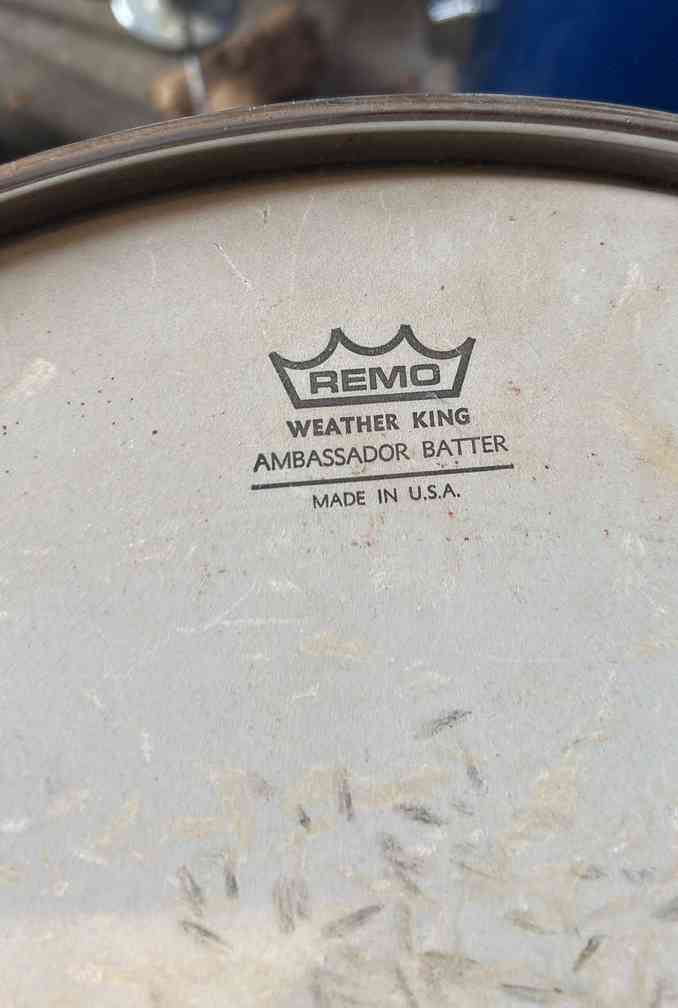 REMO
WEATHER KING
AMBASSADOR BATTER
MADE IN U.S.A.